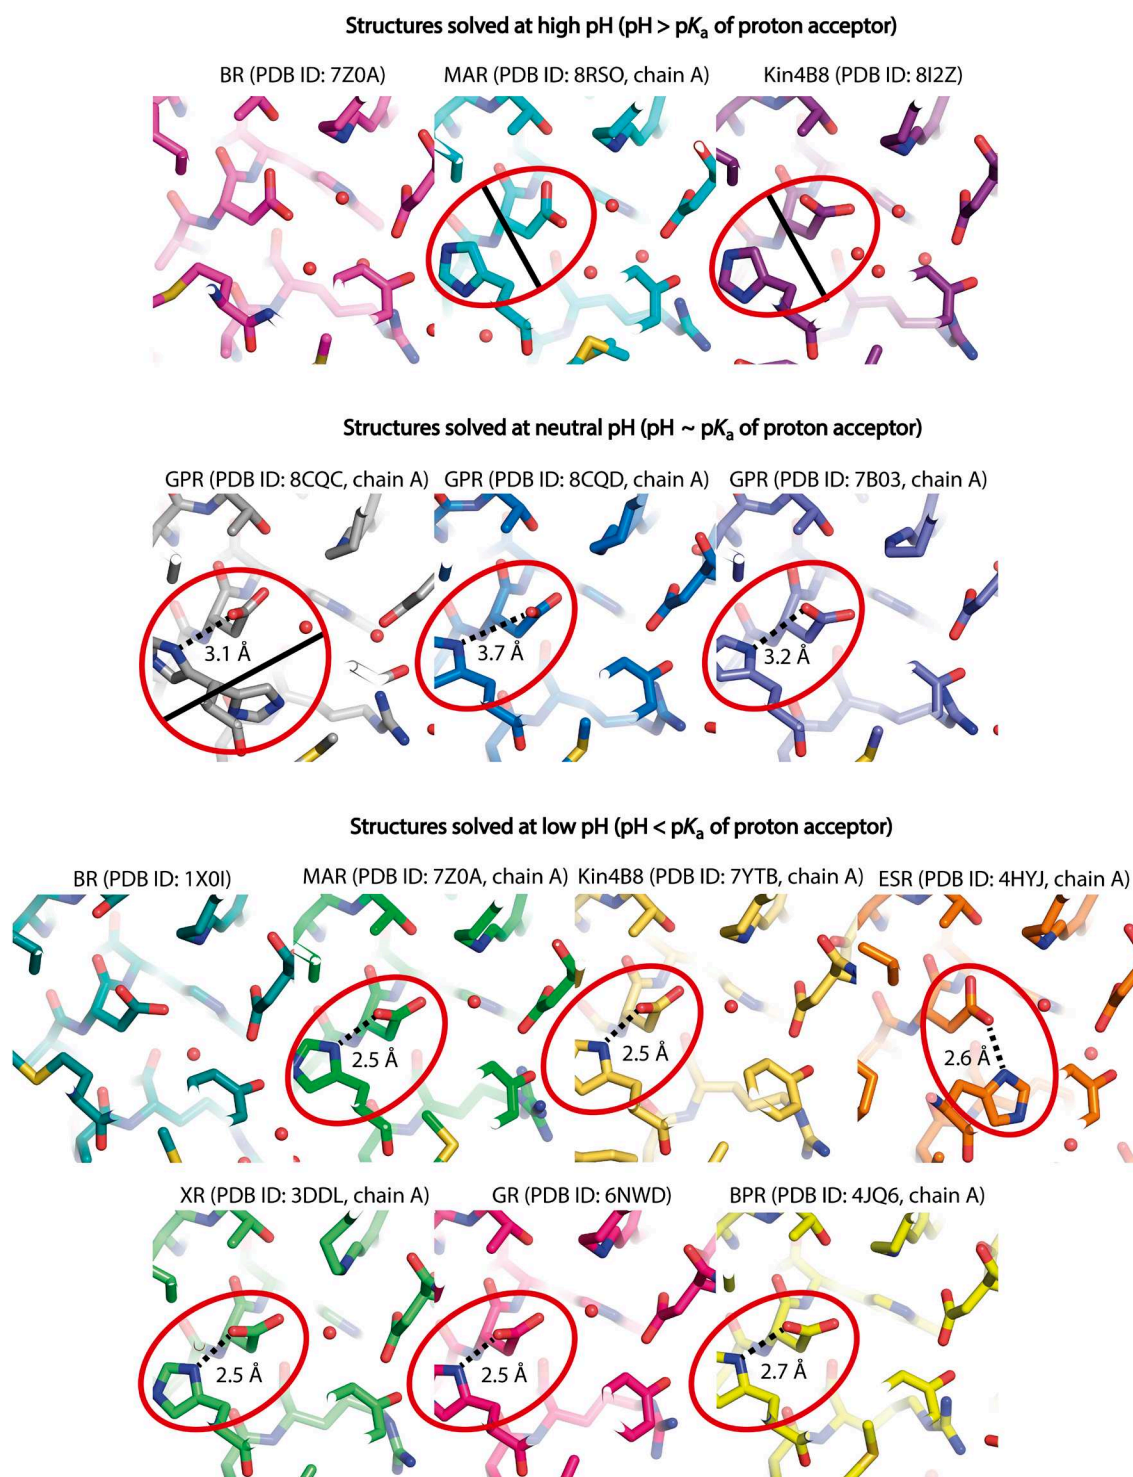 Structures solved at high pH (pH > pKa of proton acceptor)
BR (PDB ID: 7Z0A) MAR (PDB ID: 8RSO, chain A) Kin4B8 (PDB ID: 8I2Z)
Structures solved at neutral pH (pH ~ pKa of proton acceptor)
GPR (PDB ID: 8CQC, chain A) GPR (PDB ID: 8CQD, chain A) GPR (PDB ID: 7B03, chain A)
3.1 Å 3.7 Å 3.2 Å
Structures solved at low pH (pH < pKa of proton acceptor)
BR (PDB ID: 1X0I) MAR (PDB ID: 7Z0A, chain A) Kin4B8 (PDB ID: 7YTB, chain A) ESR (PDB ID: 4HYJ, chain A)
2.5 Å 2.5 Å 2.6 Å
XR (PDB ID: 3DDL, chain A) GR (PDB ID: 6NWD) BPR (PDB ID: 4JQ6, chain A)
2.5 Å 2.5 Å 2.7 Å